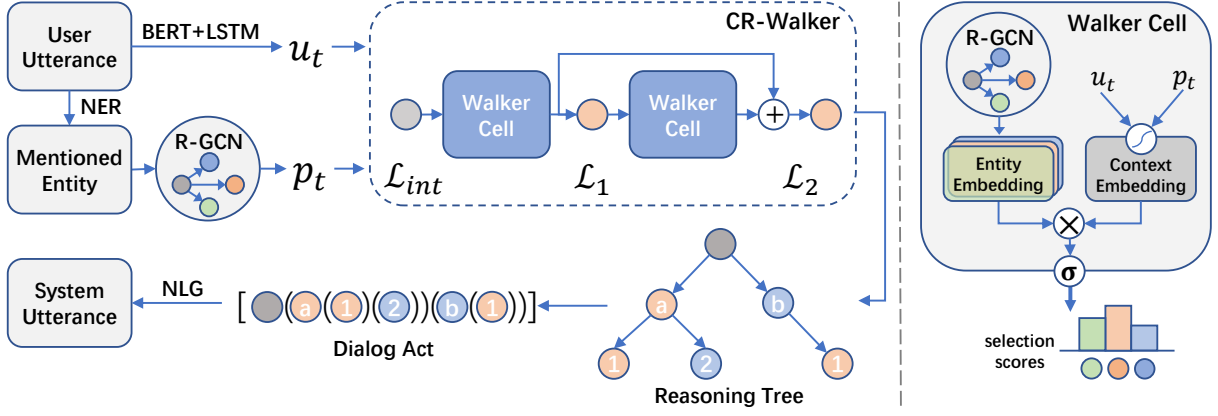 User
Utterance
BERT+LSTM
u_t
CR-Walker
NER
Mentioned
Entity
R-GCN
p_t
Walker
Cell
Walker
Cell
+
ℒ_int
ℒ_1
ℒ_2
System
Utterance
NLG
[ ( a ( 1 ) ( 2 ) ) ( b ( 1 ) ) ]
Dialog Act
a
b
1
2
1
Reasoning Tree
Walker Cell
R-GCN
u_t
p_t
Entity
Embedding
Context
Embedding
×
σ
selection
scores